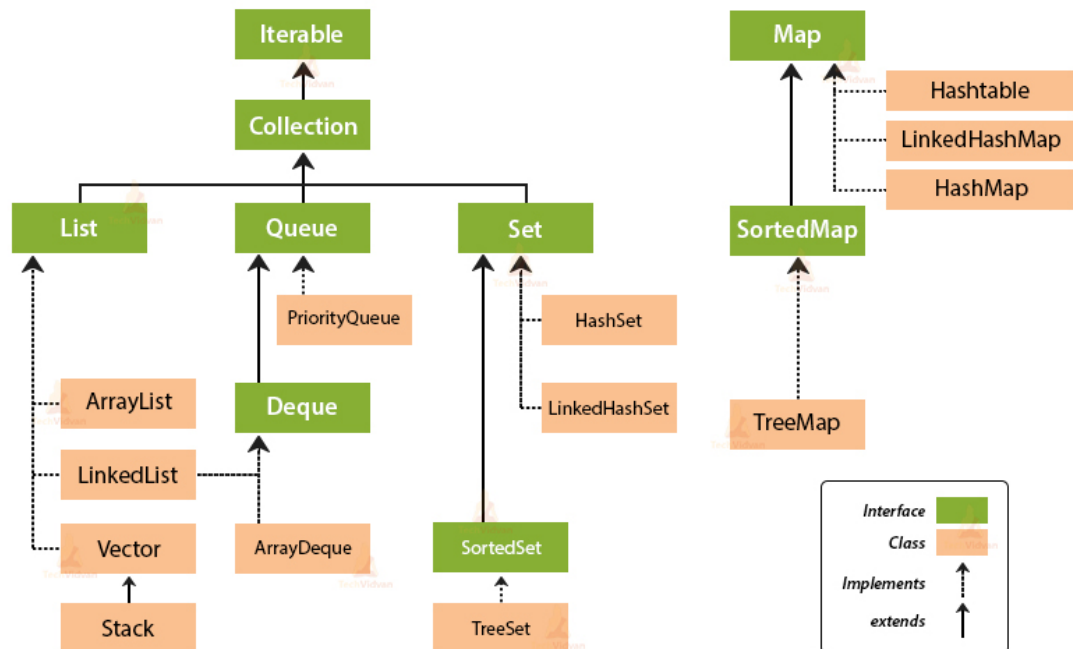 Iterable
Map
Hashtable
Collection
LinkedHashMap
HashMap
List
Queue
Set
SortedMap
PriorityQueue
HashSet
ArrayList
Deque
LinkedHashSet
TreeMap
LinkedList
Interface
Vector
ArrayDeque
SortedSet
Class
Implements
Stack
TreeSet
extends
TechVidvan